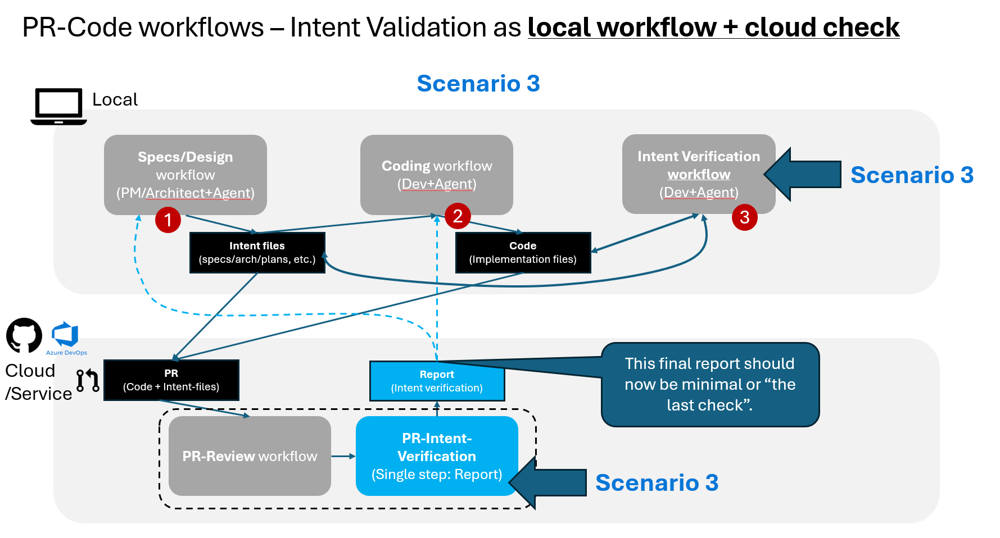 PR-Code workflows – Intent Validation as local workflow + cloud check
Scenario 3
Local
Specs/Design
workflow
(PM/Architect+Agent)
1
Coding workflow
(Dev+Agent)
2
Intent Verification
workflow
(Dev+Agent)
3
Scenario 3
Intent files
(specs/arch/plans, etc.)
Code
(Implementation files)
Azure DevOps
Cloud
/Service
PR
(Code + Intent-files)
Report
(Intent verification)
This final report should
now be minimal or “the
last check”.
PR-Review workflow
PR-Intent-
Verification
(Single step: Report)
Scenario 3